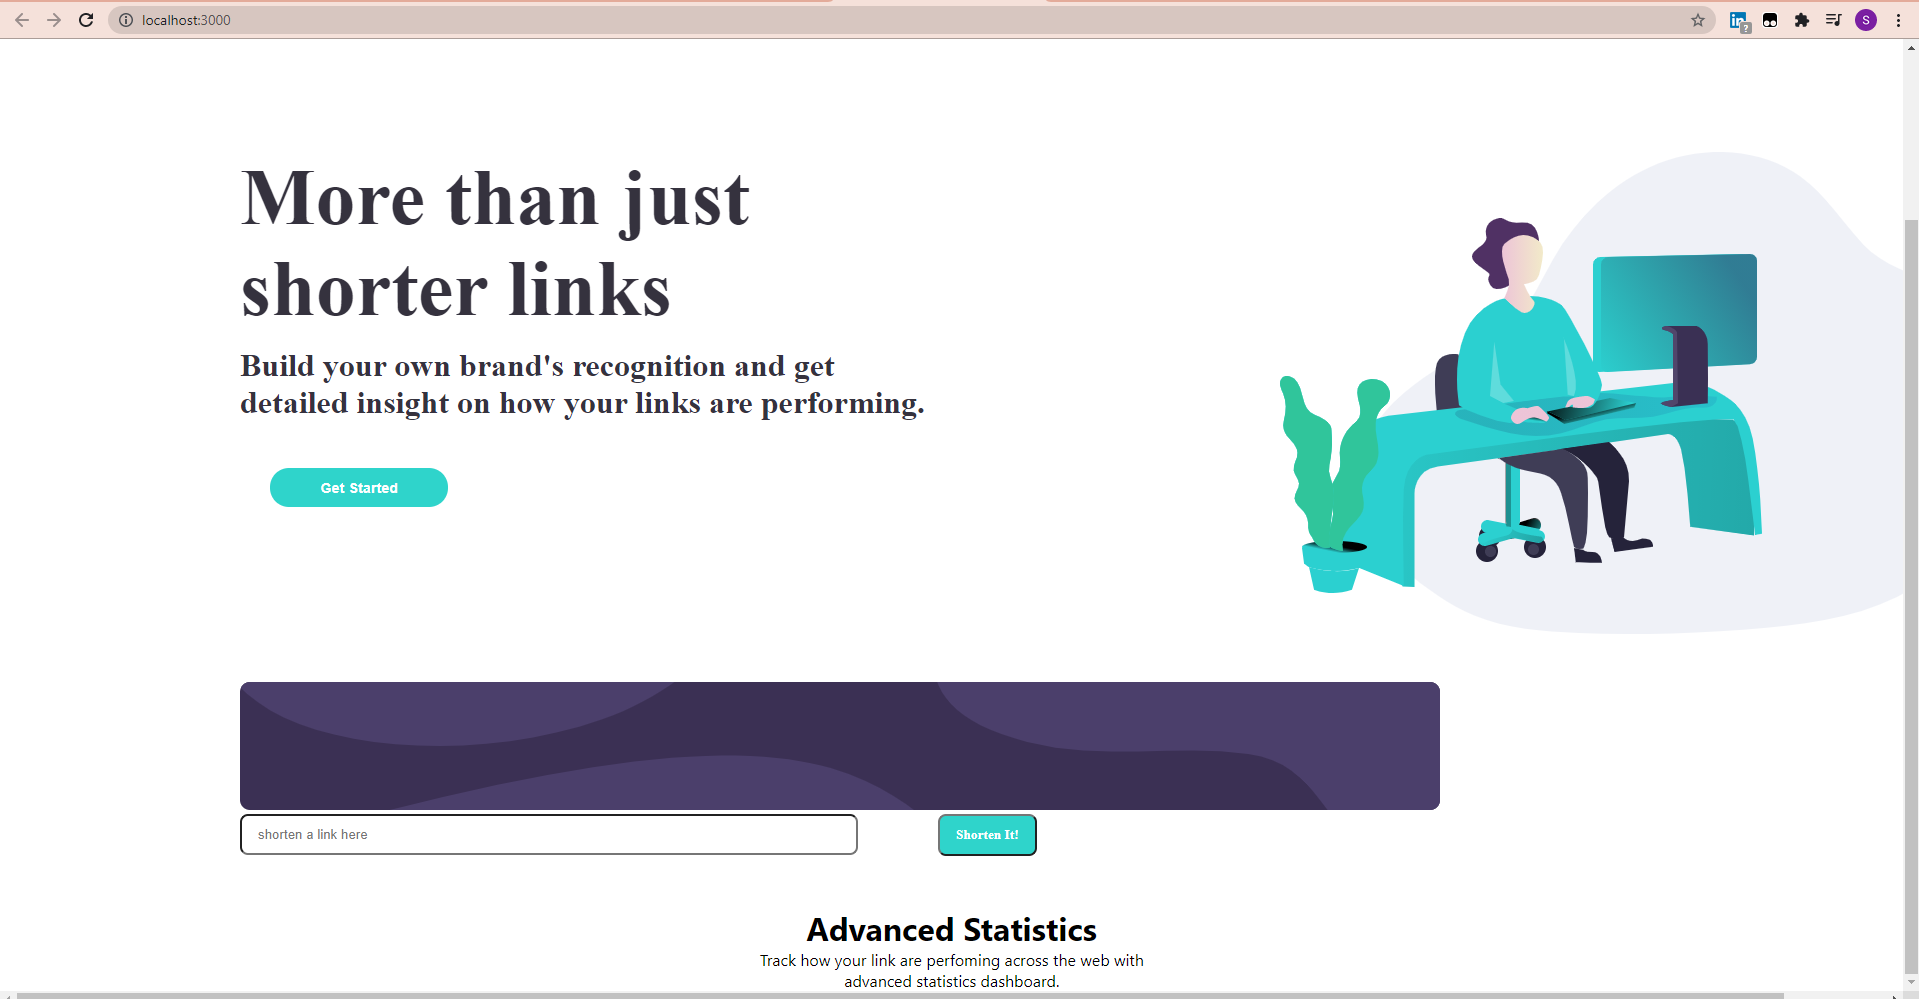 localhost:3000
in
?
S
More than just
shorter links
Build your own brand's recognition and get
detailed insight on how your links are performing.
Get Started
shorten a link here
Shorten It!
Advanced Statistics
Track how your link are perfoming across the web with
advanced statistics dashboard.